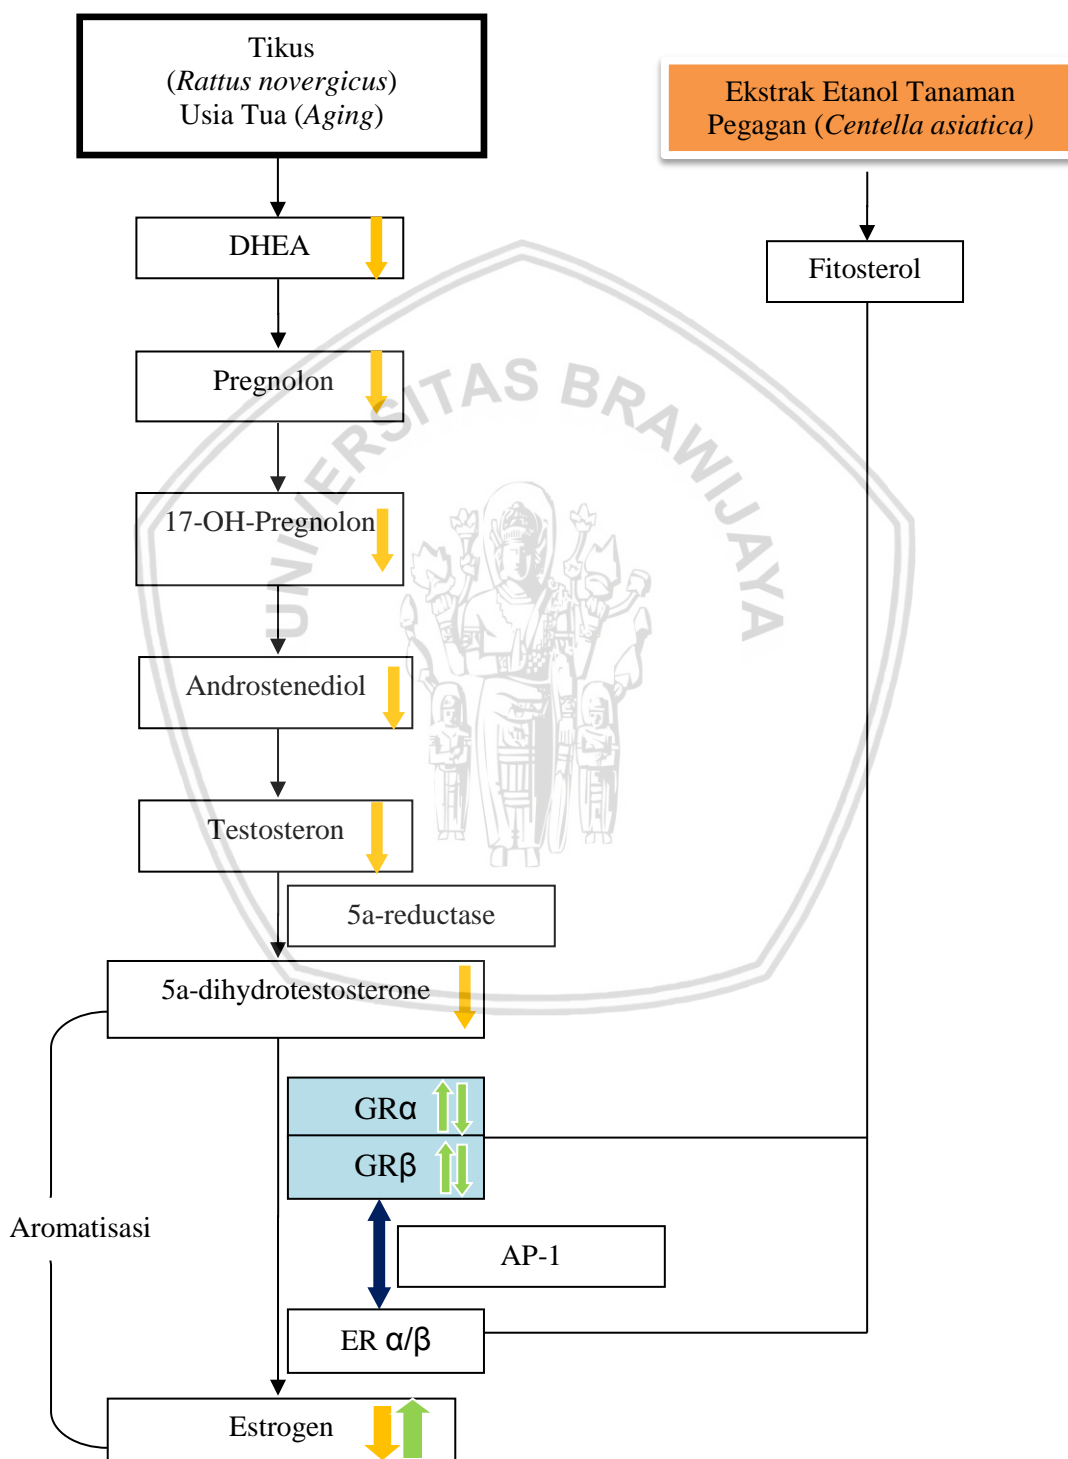 Tikus
(Rattus novergicus)
Usia Tua (Aging)
Ekstrak Etanol Tanaman
Pegagan (Centella asiatica)
DHEA
Fitosterol
Pregnolon
UNIVERSITAS BRAWIJAYA
17-OH-Pregnolon
Androstenediol
Testosteron
5a-reductase
5a-dihydrotestosterone
GRα
GRβ
Aromatisasi
AP-1
ER α/β
Estrogen